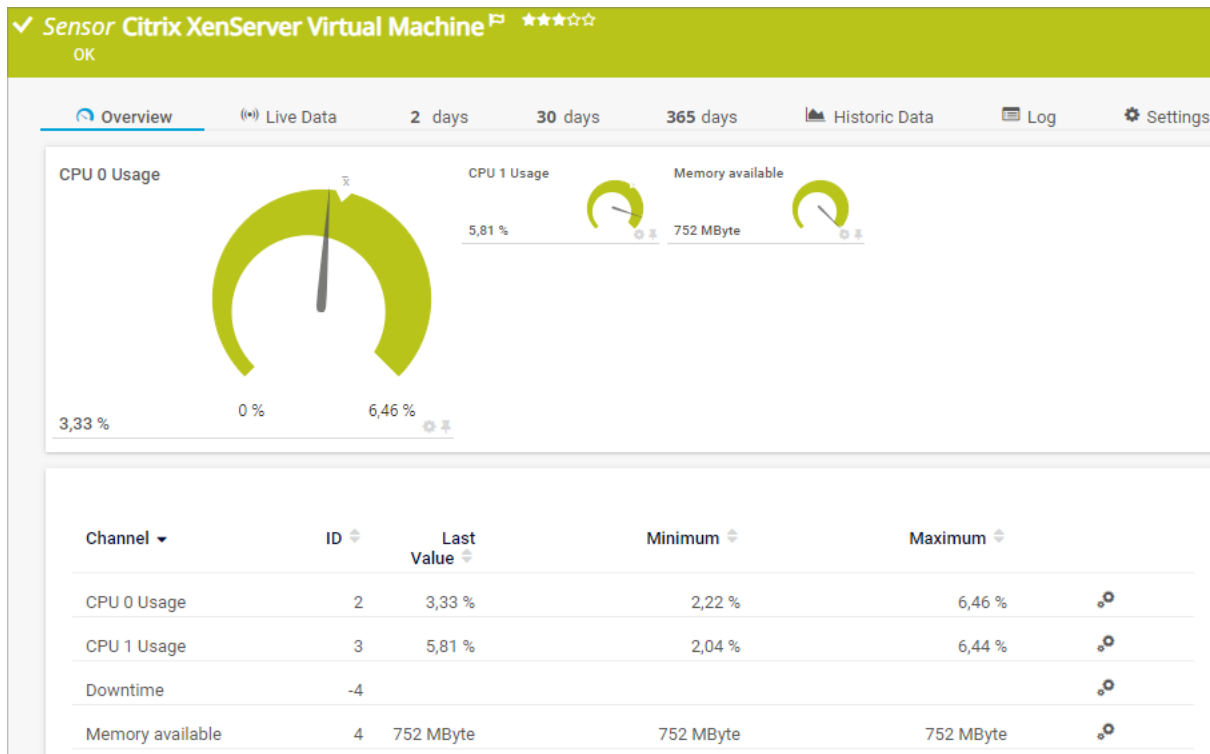 Sensor Citrix XenServer Virtual Machine
OK
Overview Live Data 2 days 30 days 365 days Historic Data Log Settings
CPU 0 Usage
x̅
3,33 %
0 % 6,46 %
CPU 1 Usage
5,81 %
Memory available
752 MByte
Channel ID Last Value Minimum Maximum
CPU 0 Usage 2 3,33 % 2,22 % 6,46 %
CPU 1 Usage 3 5,81 % 2,04 % 6,44 %
Downtime -4
Memory available 4 752 MByte 752 MByte 752 MByte